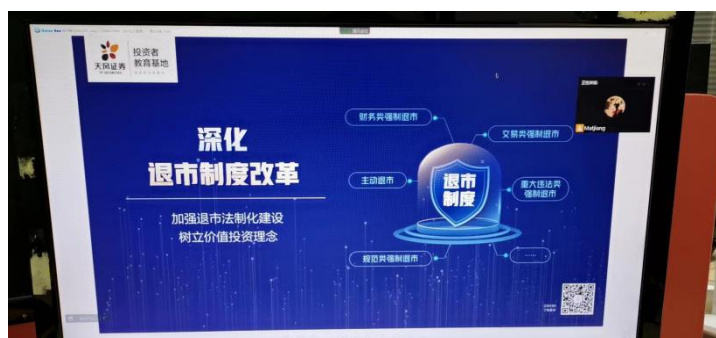 天风证券
TF SECURITIES
投资者
教育基地
深化
退市制度改革
加强退市法制化建设
树立价值投资理念
财务类强制退市
交易类强制退市
主动退市
退市
制度
重大违法类
强制退市
规范类强制退市
......
Matjiang